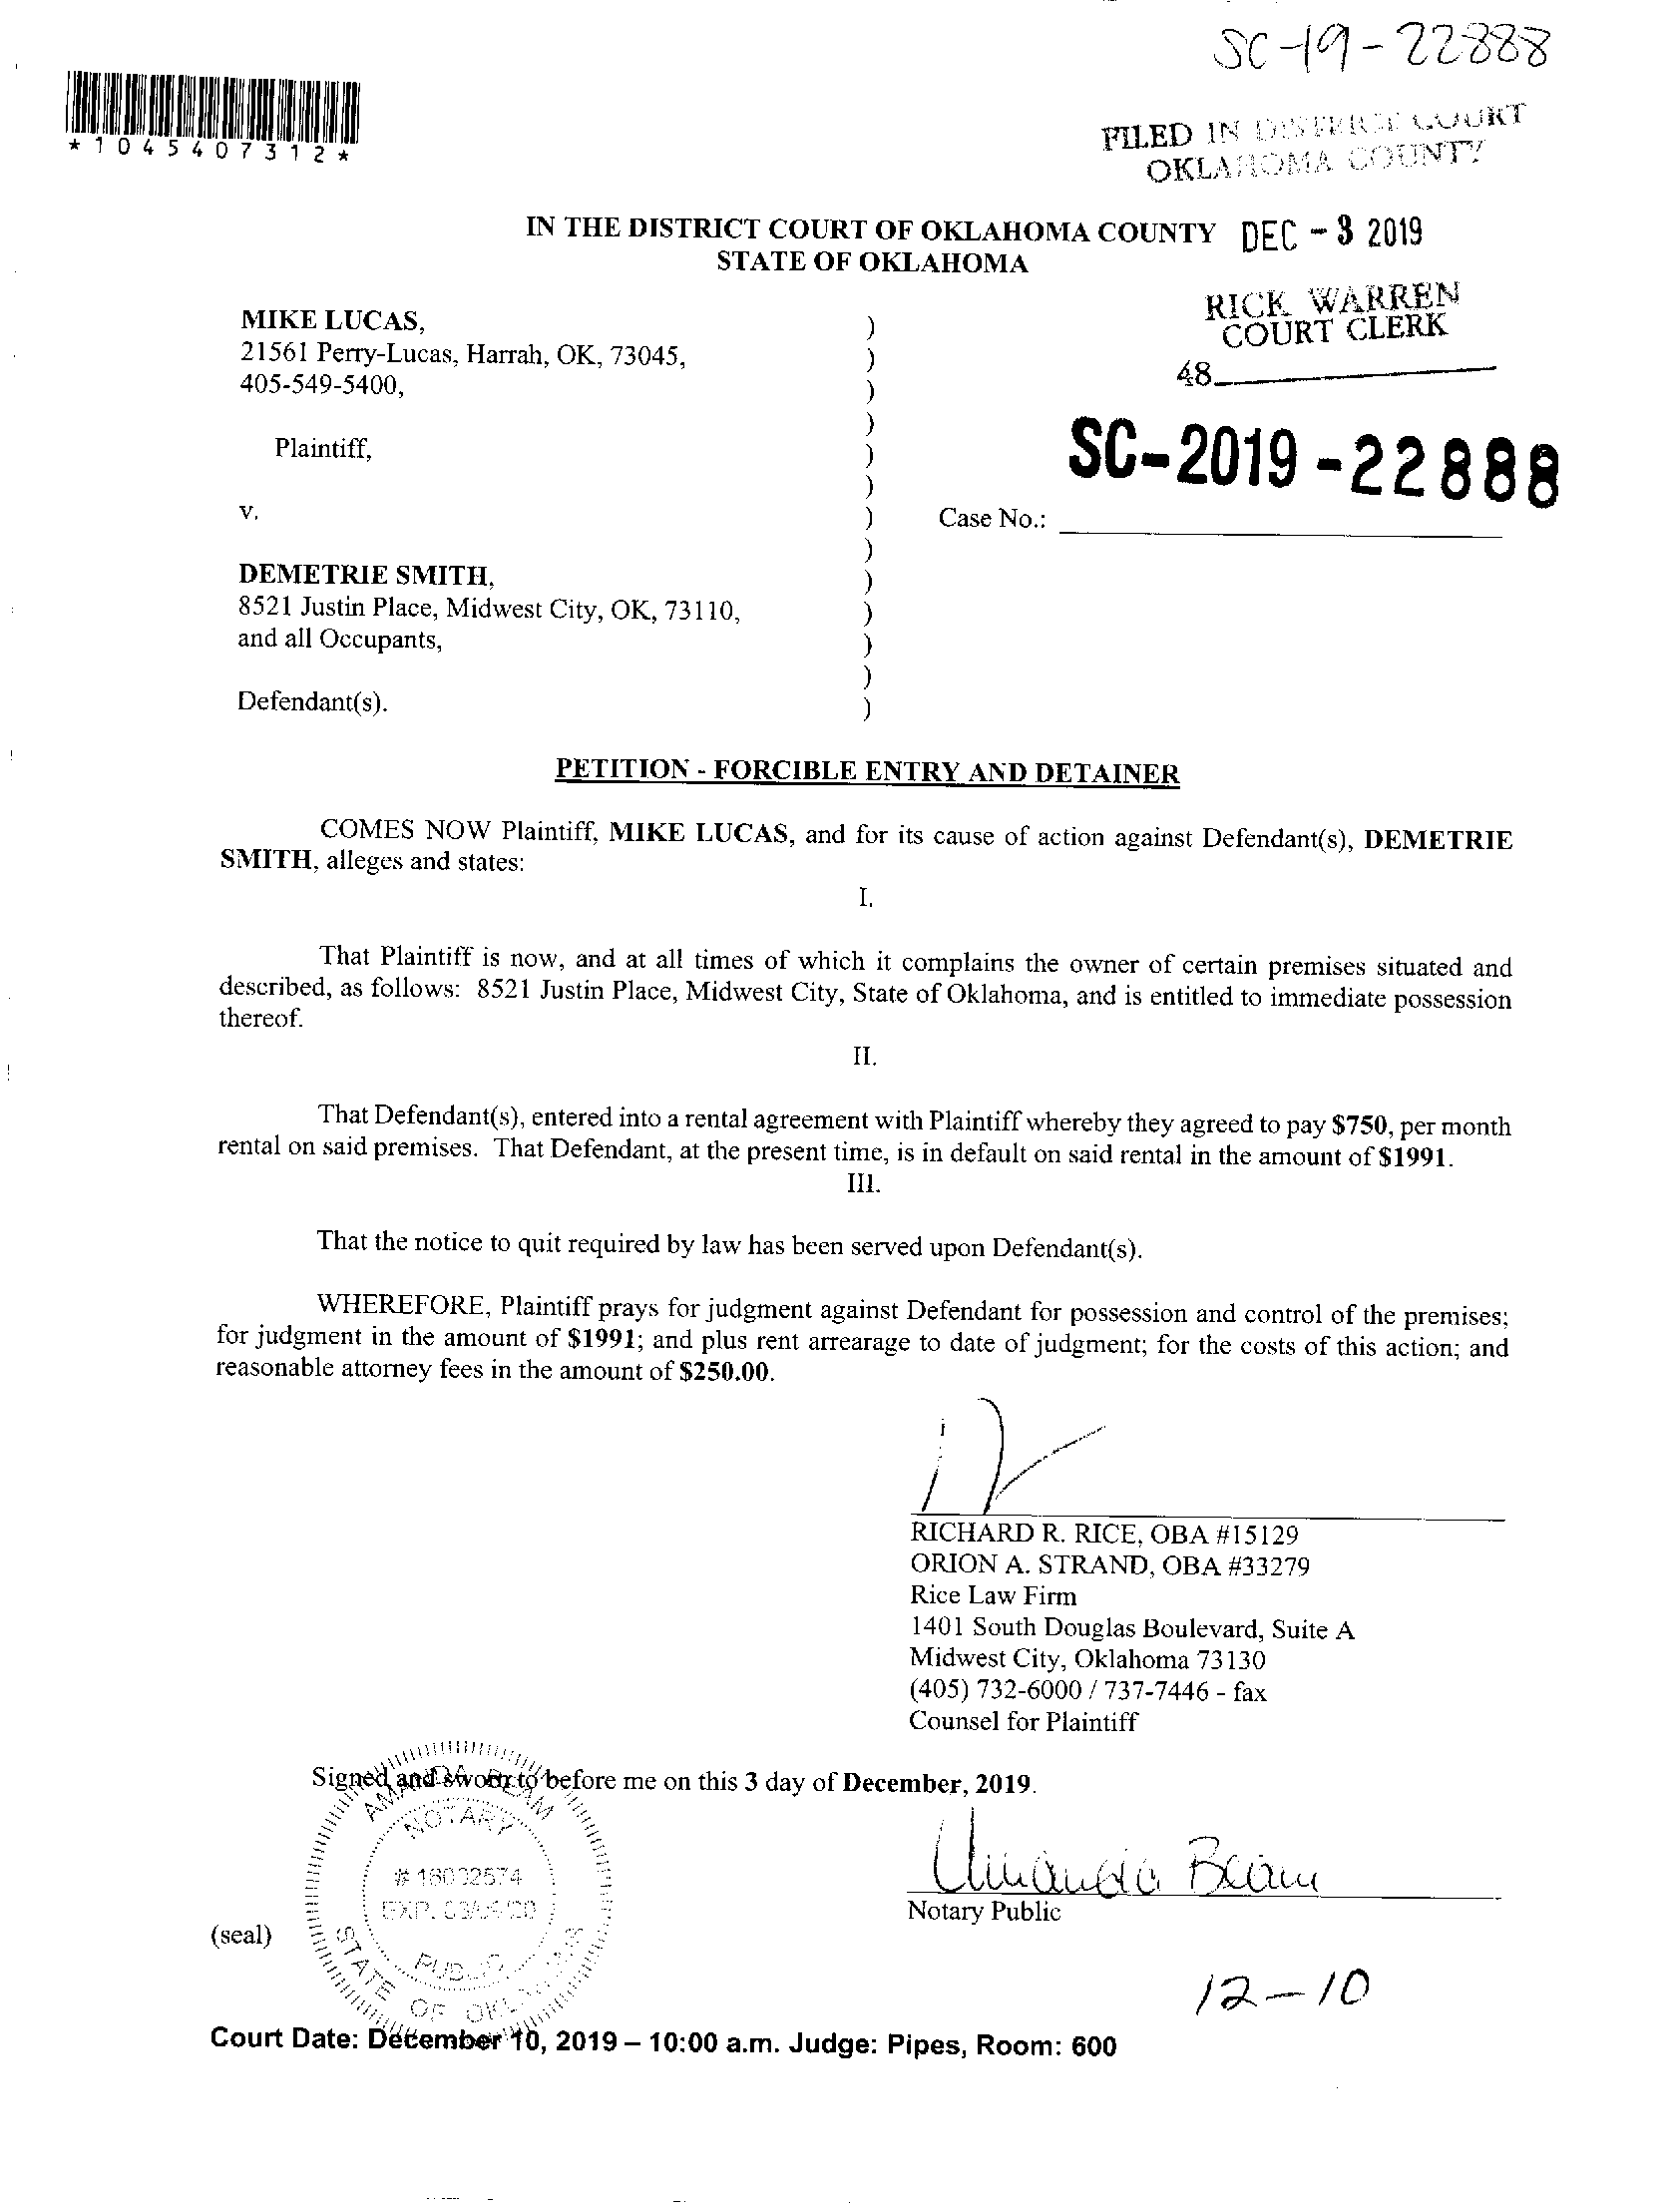 SC-19-22888
*1045407312*
FILED IN DISTRICT COURT
OKLAHOMA COUNTY
IN THE DISTRICT COURT OF OKLAHOMA COUNTY DEC - 3 2019
STATE OF OKLAHOMA
RICK WARREN
COURT CLERK
48
MIKE LUCAS, )
21561 Perry-Lucas, Harrah, OK, 73045, )
405-549-5400, )
)
Plaintiff, )
SC-2019-22888
)
v. ) Case No.:
)
DEMETRIE SMITH, )
8521 Justin Place, Midwest City, OK, 73110, )
and all Occupants, )
)
Defendant(s). )
PETITION - FORCIBLE ENTRY AND DETAINER
COMES NOW Plaintiff, MIKE LUCAS, and for its cause of action against Defendant(s), DEMETRIE
SMITH, alleges and states:
I.
That Plaintiff is now, and at all times of which it complains the owner of certain premises situated and
described, as follows: 8521 Justin Place, Midwest City, State of Oklahoma, and is entitled to immediate possession
thereof.
II.
That Defendant(s), entered into a rental agreement with Plaintiff whereby they agreed to pay $750, per month
rental on said premises. That Defendant, at the present time, is in default on said rental in the amount of $1991.
III.
That the notice to quit required by law has been served upon Defendant(s).
WHEREFORE, Plaintiff prays for judgment against Defendant for possession and control of the premises;
for judgment in the amount of $1991; and plus rent arrearage to date of judgment; for the costs of this action; and
reasonable attorney fees in the amount of $250.00.
RICHARD R. RICE, OBA #15129
ORION A. STRAND, OBA #33279
Rice Law Firm
1401 South Douglas Boulevard, Suite A
Midwest City, Oklahoma 73130
(405) 732-6000 / 737-7446 - fax
Counsel for Plaintiff
Signed and sworn to before me on this 3 day of December, 2019.
AMANDA BEAM
NOTARY
EXP.
PUBLIC
STATE OF OKLAHOMA
Amanda Beam
Notary Public
(seal)
12-10
Court Date: December 10, 2019 – 10:00 a.m. Judge: Pipes, Room: 600